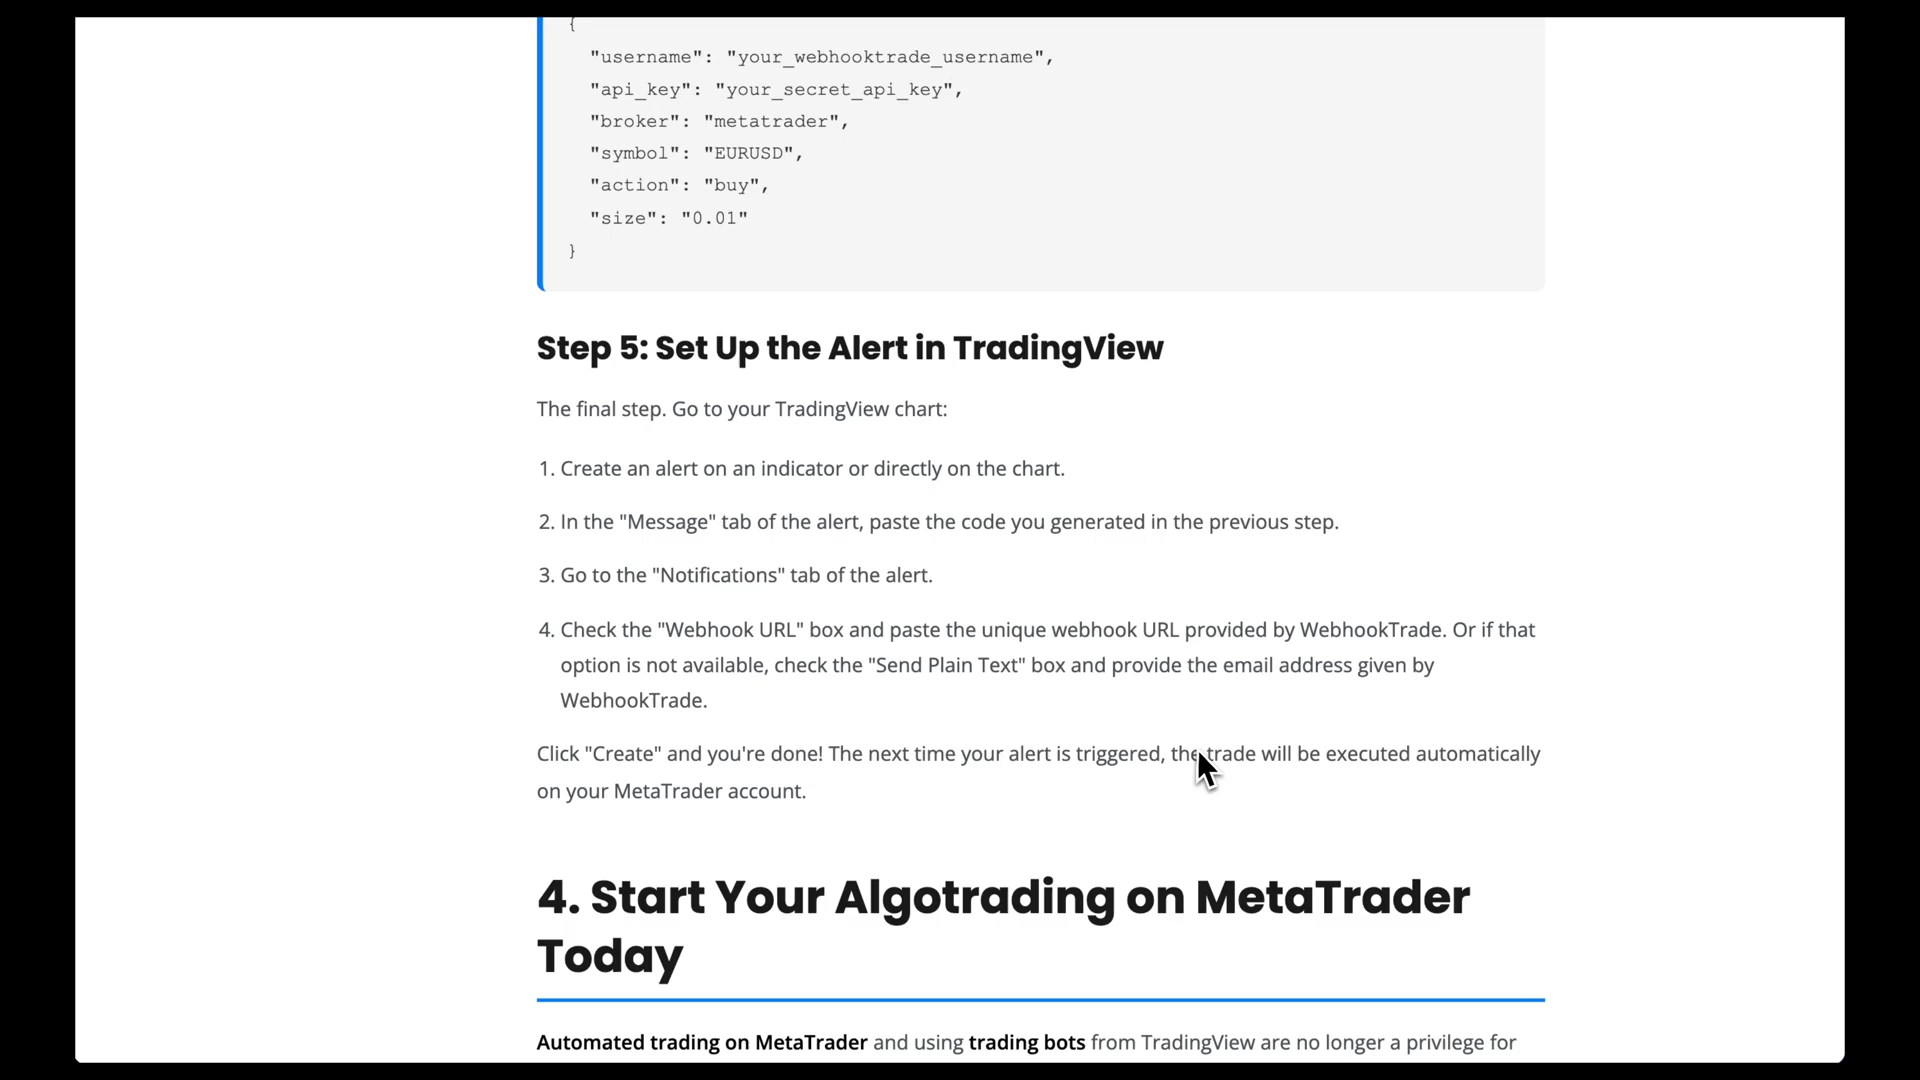 {
"username": "your_webhooktrade_username",
"api_key": "your_secret_api_key",
"broker": "metatrader",
"symbol": "EURUSD",
"action": "buy",
"size": "0.01"
}
Step 5: Set Up the Alert in TradingView
The final step. Go to your TradingView chart:
1. Create an alert on an indicator or directly on the chart.
2. In the "Message" tab of the alert, paste the code you generated in the previous step.
3. Go to the "Notifications" tab of the alert.
4. Check the "Webhook URL" box and paste the unique webhook URL provided by WebhookTrade. Or if that
option is not available, check the "Send Plain Text" box and provide the email address given by
WebhookTrade.
Click "Create" and you're done! The next time your alert is triggered, the trade will be executed automatically
on your MetaTrader account.
4. Start Your Algotrading on MetaTrader
Today
Automated trading on MetaTrader and using trading bots from TradingView are no longer a privilege for